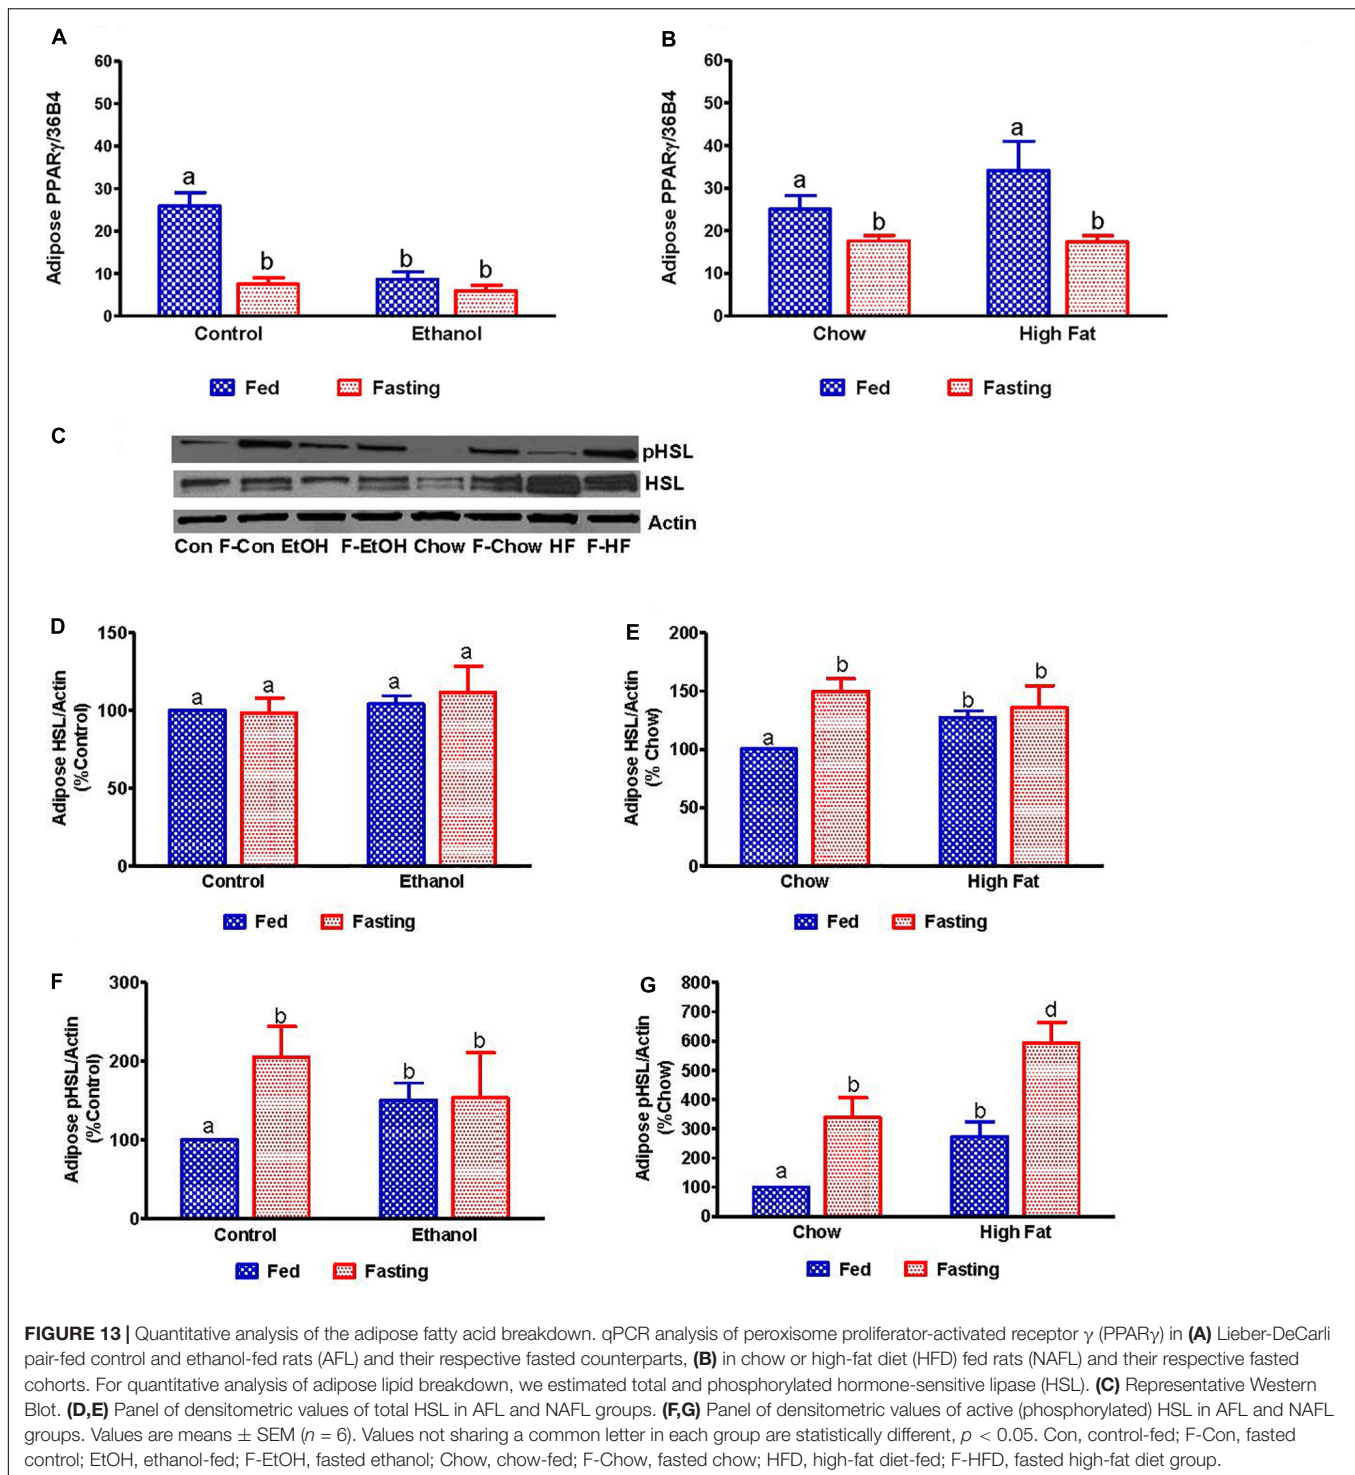 A
60
50
40
30
20
10
0
Adipose PPARγ/36B4
a
b
b
b
Control
Ethanol
Fed
Fasting
B
60
50
40
30
20
10
0
Adipose PPARγ/36B4
a
b
a
b
Chow
High Fat
Fed
Fasting
C
pHSL
HSL
Actin
Con F-Con EtOH F-EtOH Chow F-Chow HF F-HF
D
150
100
50
0
Adipose HSL/Actin
(%Control)
a
a
a
a
Control
Ethanol
Fed
Fasting
E
200
150
100
50
0
Adipose HSL/Actin
(% Chow)
a
b
b
b
Chow
High Fat
Fed
Fasting
F
300
200
100
0
Adipose pHSL/Actin
(%Control)
a
b
b
b
Control
Ethanol
Fed
Fasting
G
800
700
600
500
400
300
200
100
0
Adipose pHSL/Actin
(%Chow)
a
b
b
d
Chow
High Fat
Fed
Fasting
FIGURE 13 | Quantitative analysis of the adipose fatty acid breakdown. qPCR analysis of peroxisome proliferator-activated receptor γ (PPARγ) in (A) Lieber-DeCarli
pair-fed control and ethanol-fed rats (AFL) and their respective fasted counterparts, (B) in chow or high-fat diet (HFD) fed rats (NAFL) and their respective fasted
cohorts. For quantitative analysis of adipose lipid breakdown, we estimated total and phosphorylated hormone-sensitive lipase (HSL). (C) Representative Western
Blot. (D,E) Panel of densitometric values of total HSL in AFL and NAFL groups. (F,G) Panel of densitometric values of active (phosphorylated) HSL in AFL and NAFL
groups. Values are means ± SEM (n = 6). Values not sharing a common letter in each group are statistically different, p < 0.05. Con, control-fed; F-Con, fasted
control; EtOH, ethanol-fed; F-EtOH, fasted ethanol; Chow, chow-fed; F-Chow, fasted chow; HFD, high-fat diet-fed; F-HFD, fasted high-fat diet group.